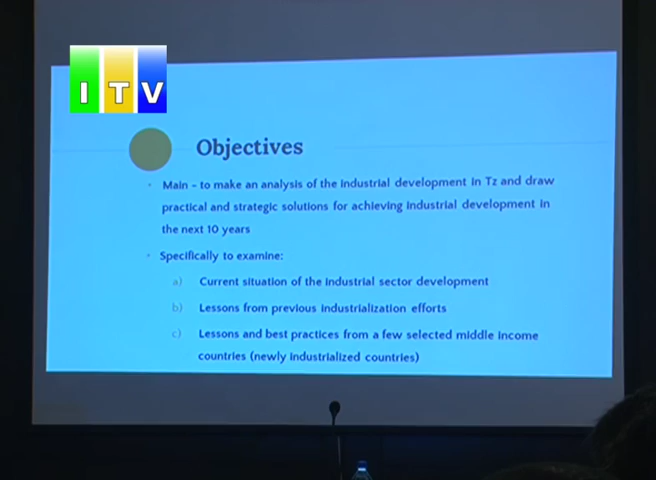 ITV
Objectives
Main - to make an analysis of the industrial development in Tz and draw
practical and strategic solutions for achieving industrial development in
the next 10 years
Specifically to examine:
a) Current situation of the industrial sector development
b) Lessons from previous industrialization efforts
c) Lessons and best practices from a few selected middle income
countries (newly industrialized countries)